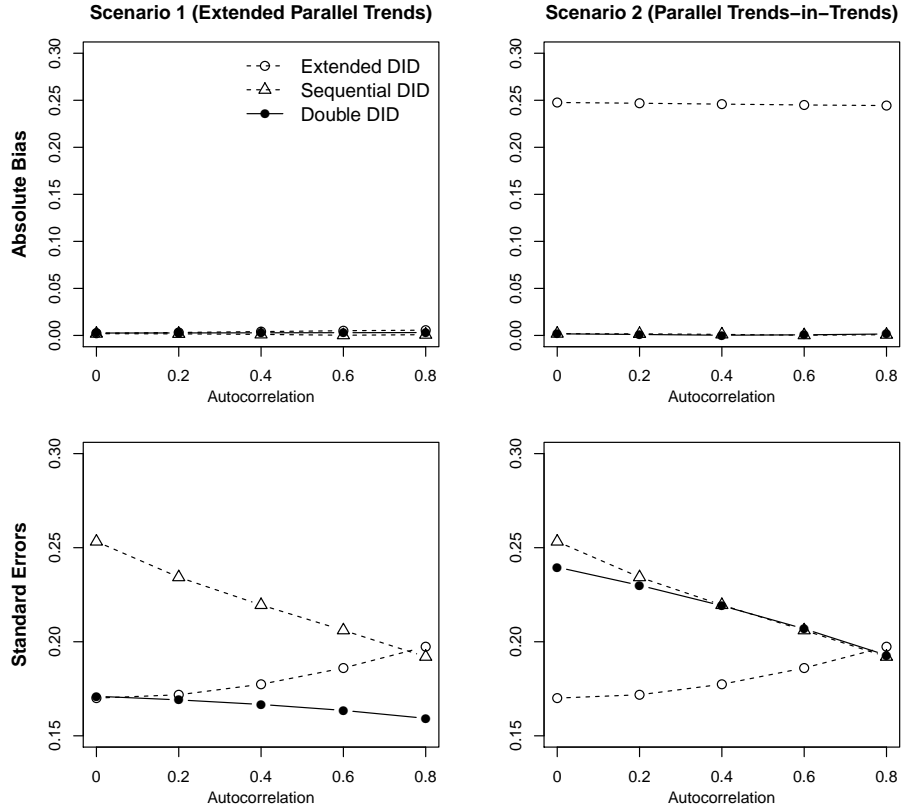 Scenario 1 (Extended Parallel Trends)
Scenario 2 (Parallel Trends−in−Trends)
Absolute Bias
0.30
0.25
0.20
0.15
0.10
0.05
0.00
Extended DID
Sequential DID
Double DID
0 0.2 0.4 0.6 0.8
Autocorrelation
0.30
0.25
0.20
0.15
0.10
0.05
0.00
0 0.2 0.4 0.6 0.8
Autocorrelation
Standard Errors
0.30
0.25
0.20
0.15
0 0.2 0.4 0.6 0.8
Autocorrelation
0.30
0.25
0.20
0.15
0 0.2 0.4 0.6 0.8
Autocorrelation